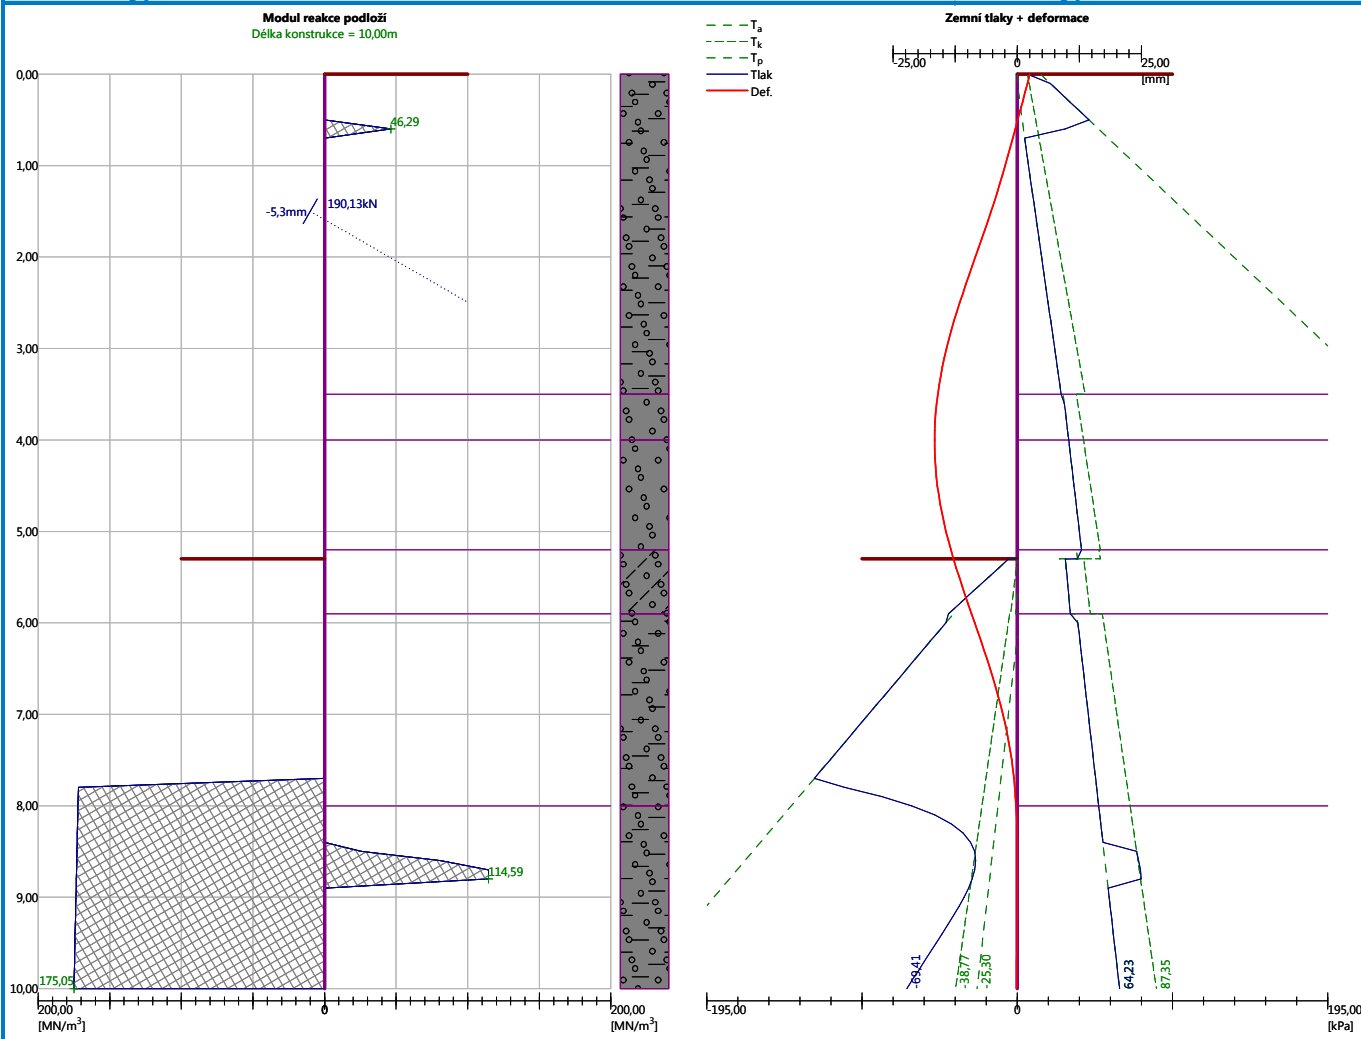 Modul reakce podloží
Délka konstrukce = 10,00m
0,00
1,00
2,00
3,00
4,00
5,00
6,00
7,00
8,00
9,00
10,00
46,29
-5,3mm
190,13kN
114,59
175,05
200,00
[MN/m³]
0
200,00
[MN/m³]
Zemní tlaky + deformace
Ta
Tk
Tp
Tlak
Def.
-25,00
0
25,00
[mm]
-69,41
-38,77
-25,30
64,23
87,35
-195,00
0
195,00
[kPa]